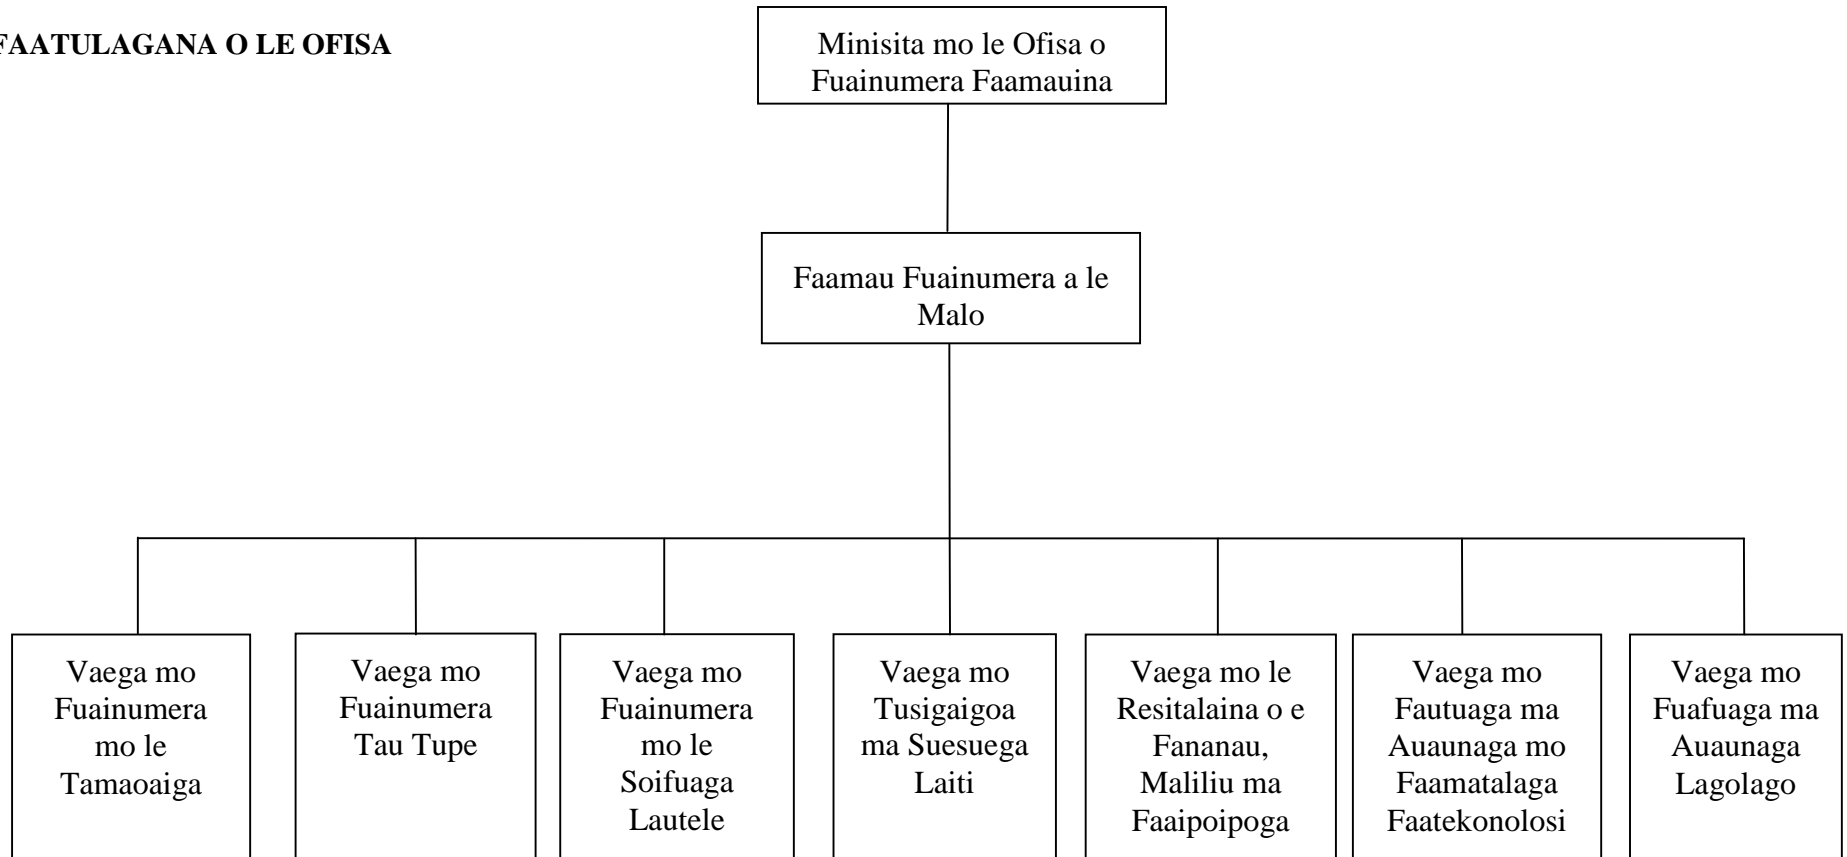 FAATULAGANA O LE OFISA
Minisita mo le Ofisa o
Fuainumera Faamauina
Faamau Fuainumera a le
Malo
Vaega mo
Fuainumera
mo le
Tamaoaiga
Vaega mo
Fuainumera
Tau Tupe
Vaega mo
Fuainumera
mo le
Soifuaga
Lautele
Vaega mo
Tusigaigoa
ma Suesuega
Laiti
Vaega mo le
Resitalaina o e
Fananau,
Maliliu ma
Faaipoipoga
Vaega mo
Fautuaga ma
Auaunaga mo
Faamatalaga
Faatekonolosi
Vaega mo
Fuafuaga ma
Auaunaga
Lagolago